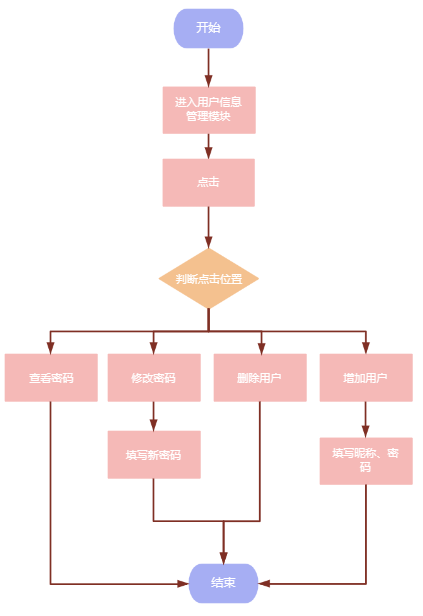 开始
进入用户信息
管理模块
点击
判断点击位置
查看密码
修改密码
删除用户
增加用户
填写新密码
填写昵称、密
码
结束